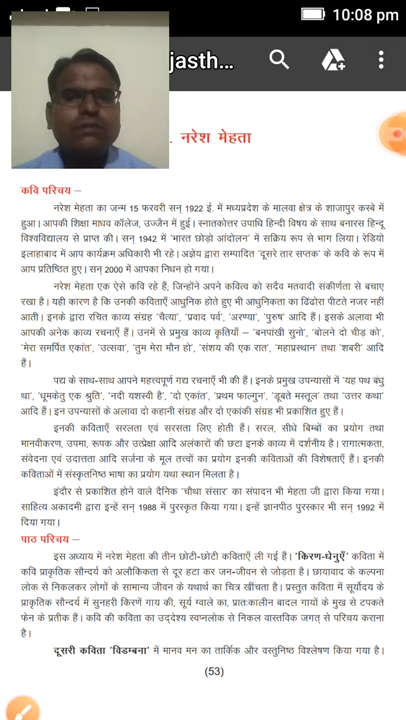 10:08 pm
jasth...
. नरेश मेहता
कवि परिचय –
नरेश मेहता का जन्म 15 फरवरी सन् 1922 ई. में मध्यप्रदेश के मालवा क्षेत्र के शाजापुर कस्बे में
हुआ। आपकी शिक्षा माधव कॉलेज, उज्जैन में हुई। स्नातकोत्तर उपाधि हिन्दी विषय के साथ बनारस हिन्दू
विश्वविद्यालय से प्राप्त की। सन् 1942 में 'भारत छोड़ो आंदोलन' में सक्रिय रूप से भाग लिया। रेडियो
इलाहाबाद में आप कार्यक्रम अधिकारी भी रहे। अज्ञेय द्वारा सम्पादित 'दूसरे तार सप्तक' के कवि के रूप में
आप प्रतिष्ठित हुए। सन् 2000 में आपका निधन हो गया।
नरेश मेहता एक ऐसे कवि रहे हैं; जिन्होंने अपने कवित्व को सदैव मतवादी संकीर्णता से बचाए
रखा है। यही कारण है कि उनकी कविताएँ आधुनिक होते हुए भी आधुनिकता का ढिंढोरा पीटते नजर नहीं
आती। इनके द्वारा रचित काव्य संग्रह 'चैत्या', 'प्रवाद पर्व', 'अरण्या', 'पुरुष' आदि हैं। इसके अलावा भी
आपकी अनेक काव्य रचनाएँ हैं। उनमें से प्रमुख काव्य कृतियाँ – 'बनपांखी सुनो', 'बोलने दो चीड़ को',
'मेरा समर्पित एकांत', 'उत्सवा', 'तुम मेरा मौन हो', 'संशय की एक रात', 'महाप्रस्थान' तथा 'शबरी' आदि
हैं।
पद्य के साथ-साथ आपने महत्त्वपूर्ण गद्य रचनाएँ भी की हैं। इनके प्रमुख उपन्यासों में 'यह पथ बंधु
था', 'धूमकेतु एक श्रुति', 'नदी यशस्वी है', 'दो एकांत', 'प्रथम फाल्गुन', 'डूबते मस्तूल' तथा 'उत्तर कथा'
आदि हैं। इन उपन्यासों के अलावा दो कहानी संग्रह और दो एकांकी संग्रह भी प्रकाशित हुए हैं।
इनकी कविताएँ सरलता एवं सरसता लिए होती हैं। सरल, सीधे बिम्बों का प्रयोग तथा
मानवीकरण, उपमा, रूपक और उत्प्रेक्षा आदि अलंकारों की छटा इनके काव्य में दर्शनीय है। रागात्मकता,
संवेदना एवं उदात्तता आदि सर्जना के मूल तत्त्वों का प्रयोग इनकी कविताओं की विशेषताएँ हैं। इनकी
कविताओं में संस्कृतनिष्ठ भाषा का प्रयोग यथा स्थान मिलता है।
इंदौर से प्रकाशित होने वाले दैनिक 'चौथा संसार' का संपादन भी मेहता जी द्वारा किया गया।
साहित्य अकादमी द्वारा इन्हें सन् 1988 में पुरस्कृत किया गया। इन्हें ज्ञानपीठ पुरस्कार भी सन् 1992 में
दिया गया।
पाठ परिचय –
इस अध्याय में नरेश मेहता की तीन छोटी-छोटी कविताएँ ली गई हैं। 'किरण-धेनुएँ' कविता में
कवि प्राकृतिक सौन्दर्य को अलौकिकता से दूर हटा कर जन-जीवन से जोड़ता है। छायावाद के कल्पना
लोक से निकलकर लोगों के सामान्य जीवन के यथार्थ का चित्र खींचता है। प्रस्तुत कविता में सूर्योदय के
प्राकृतिक सौन्दर्य में सुनहरी किरणें गाय की, सूर्य ग्वाले का, प्रातःकालीन बादल गायों के मुख से टपकते
फेन के प्रतीक हैं। कवि की कविता का उद्देश्य स्वप्नलोक से निकल वास्तविक जगत् से परिचय कराना
है।
दूसरी कविता 'विडम्बना' में मानव मन का तार्किक और वस्तुनिष्ठ विश्लेषण किया गया है।
(53)